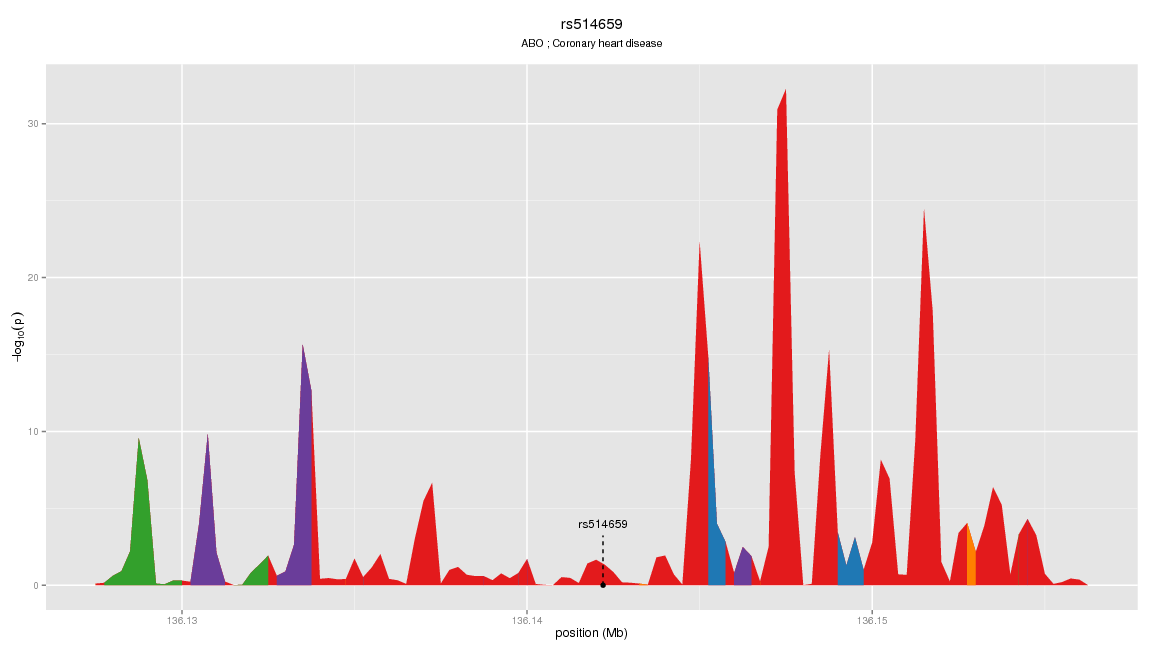 rs514659
ABO ; Coronary heart disease
30
20
10
0
−log10(p)
rs514659
136.13
136.14
136.15
position (Mb)